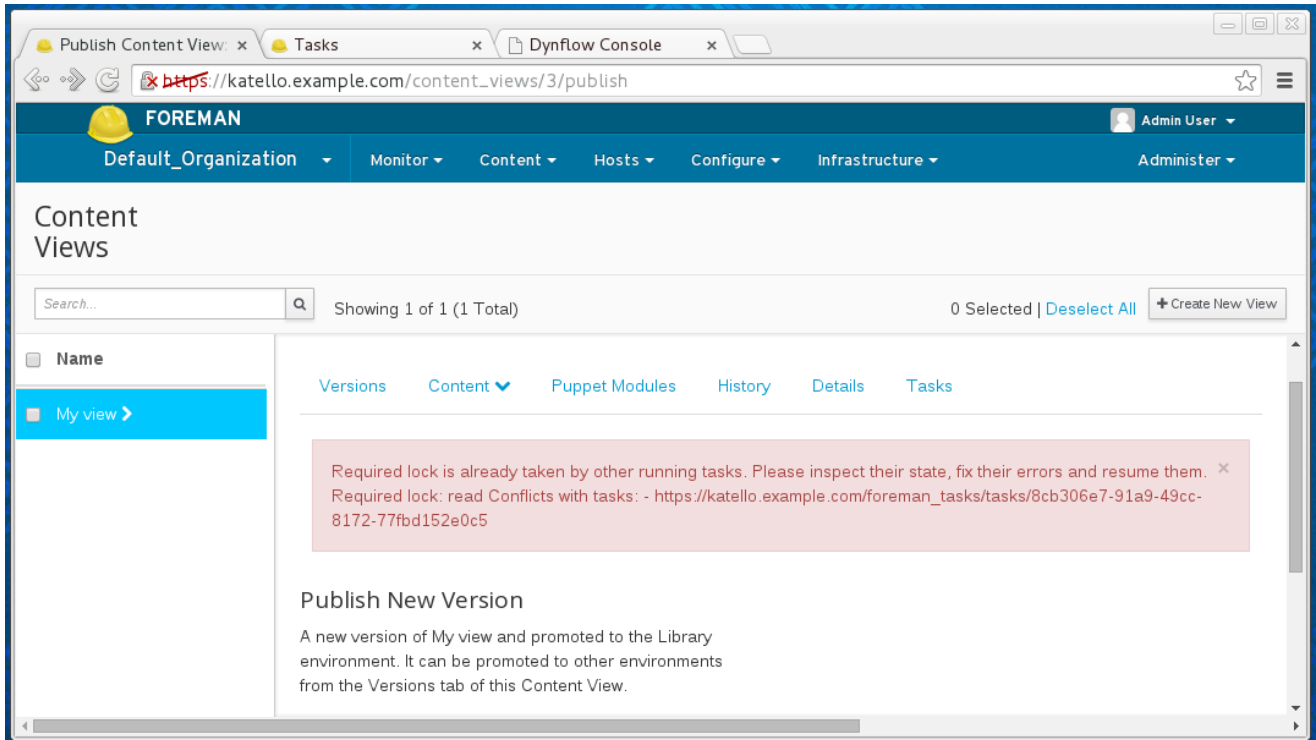 Publish Content View:
Tasks
Dynflow Console
https://katello.example.com/content_views/3/publish
FOREMAN
Admin User
Default_Organization
Monitor
Content
Hosts
Configure
Infrastructure
Administer
Content
Views
Search...
Showing 1 of 1 (1 Total)
0 Selected | Deselect All
Create New View
Name
Versions
Content
Puppet Modules
History
Details
Tasks
My view
Required lock is already taken by other running tasks. Please inspect their state, fix their errors and resume them.
Required lock: read Conflicts with tasks: - https://katello.example.com/foreman_tasks/tasks/8cb306e7-91a9-49cc-
8172-77fbd152e0c5
Publish New Version
A new version of My view and promoted to the Library
environment. It can be promoted to other environments
from the Versions tab of this Content View.